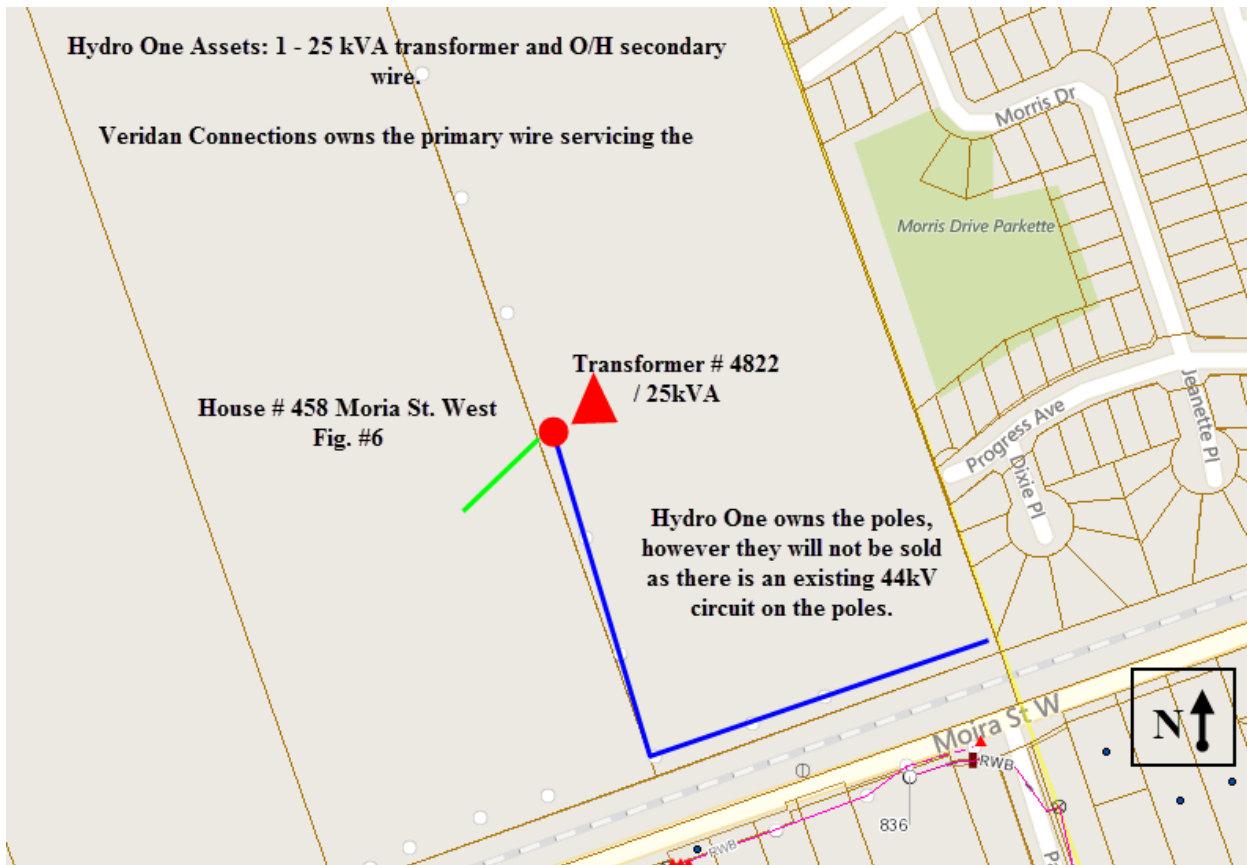 Hydro One Assets: 1 - 25 kVA transformer and O/H secondary
wire.
Veridan Connections owns the primary wire servicing the
Morris Dr
Morris Drive Parkette
Transformer # 4822
/ 25kVA
House # 458 Moria St. West
Fig. #6
Progress Ave
Dixie Pl
Jeanette Pl
Hydro One owns the poles,
however they will not be sold
as there is an existing 44kV
circuit on the poles.
N
Moira St W
RWB
836
RWB